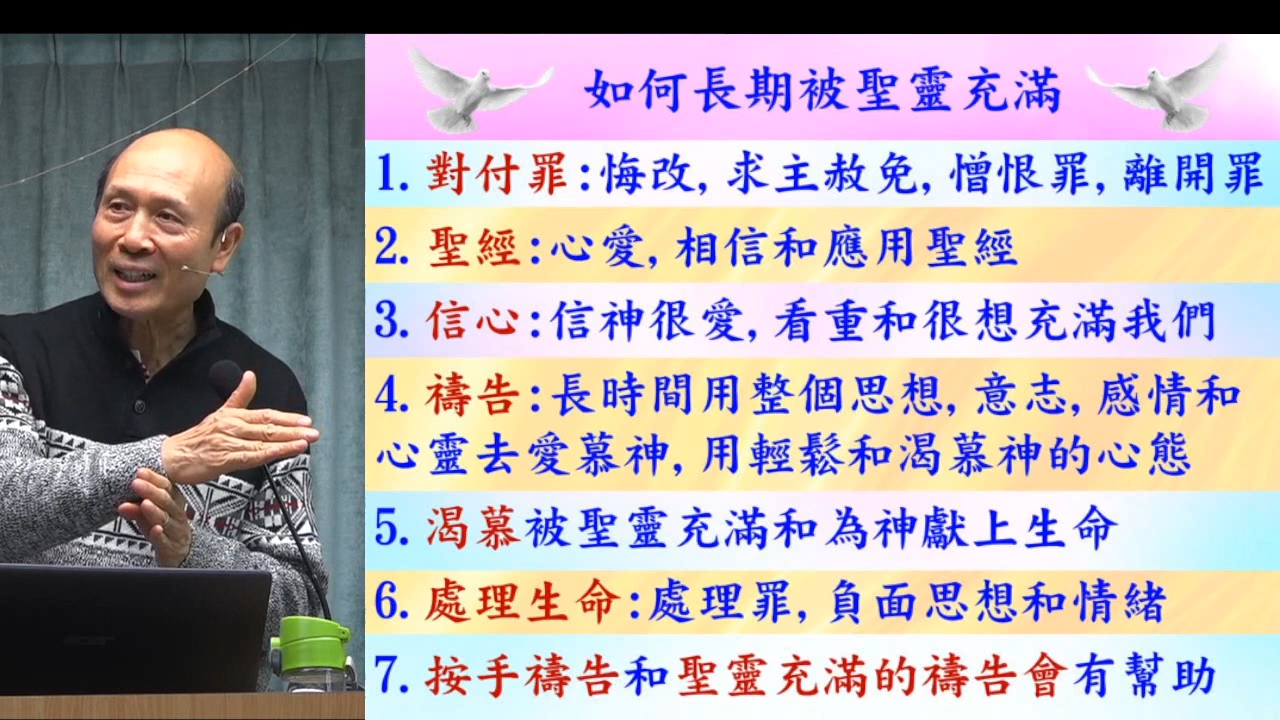 如何長期被聖靈充滿
1. 對付罪:悔改, 求主赦免, 憎恨罪, 離開罪
2. 聖經:心愛, 相信和應用聖經
3. 信心:信神很愛, 看重和很想充滿我們
4. 禱告:長時間用整個思想, 意志, 感情和
心靈去愛慕神, 用輕鬆和渴慕神的心態
5. 渴慕被聖靈充滿和為神獻上生命
6. 處理生命:處理罪, 負面思想和情緒
7. 按手禱告和聖靈充滿的禱告會有幫助